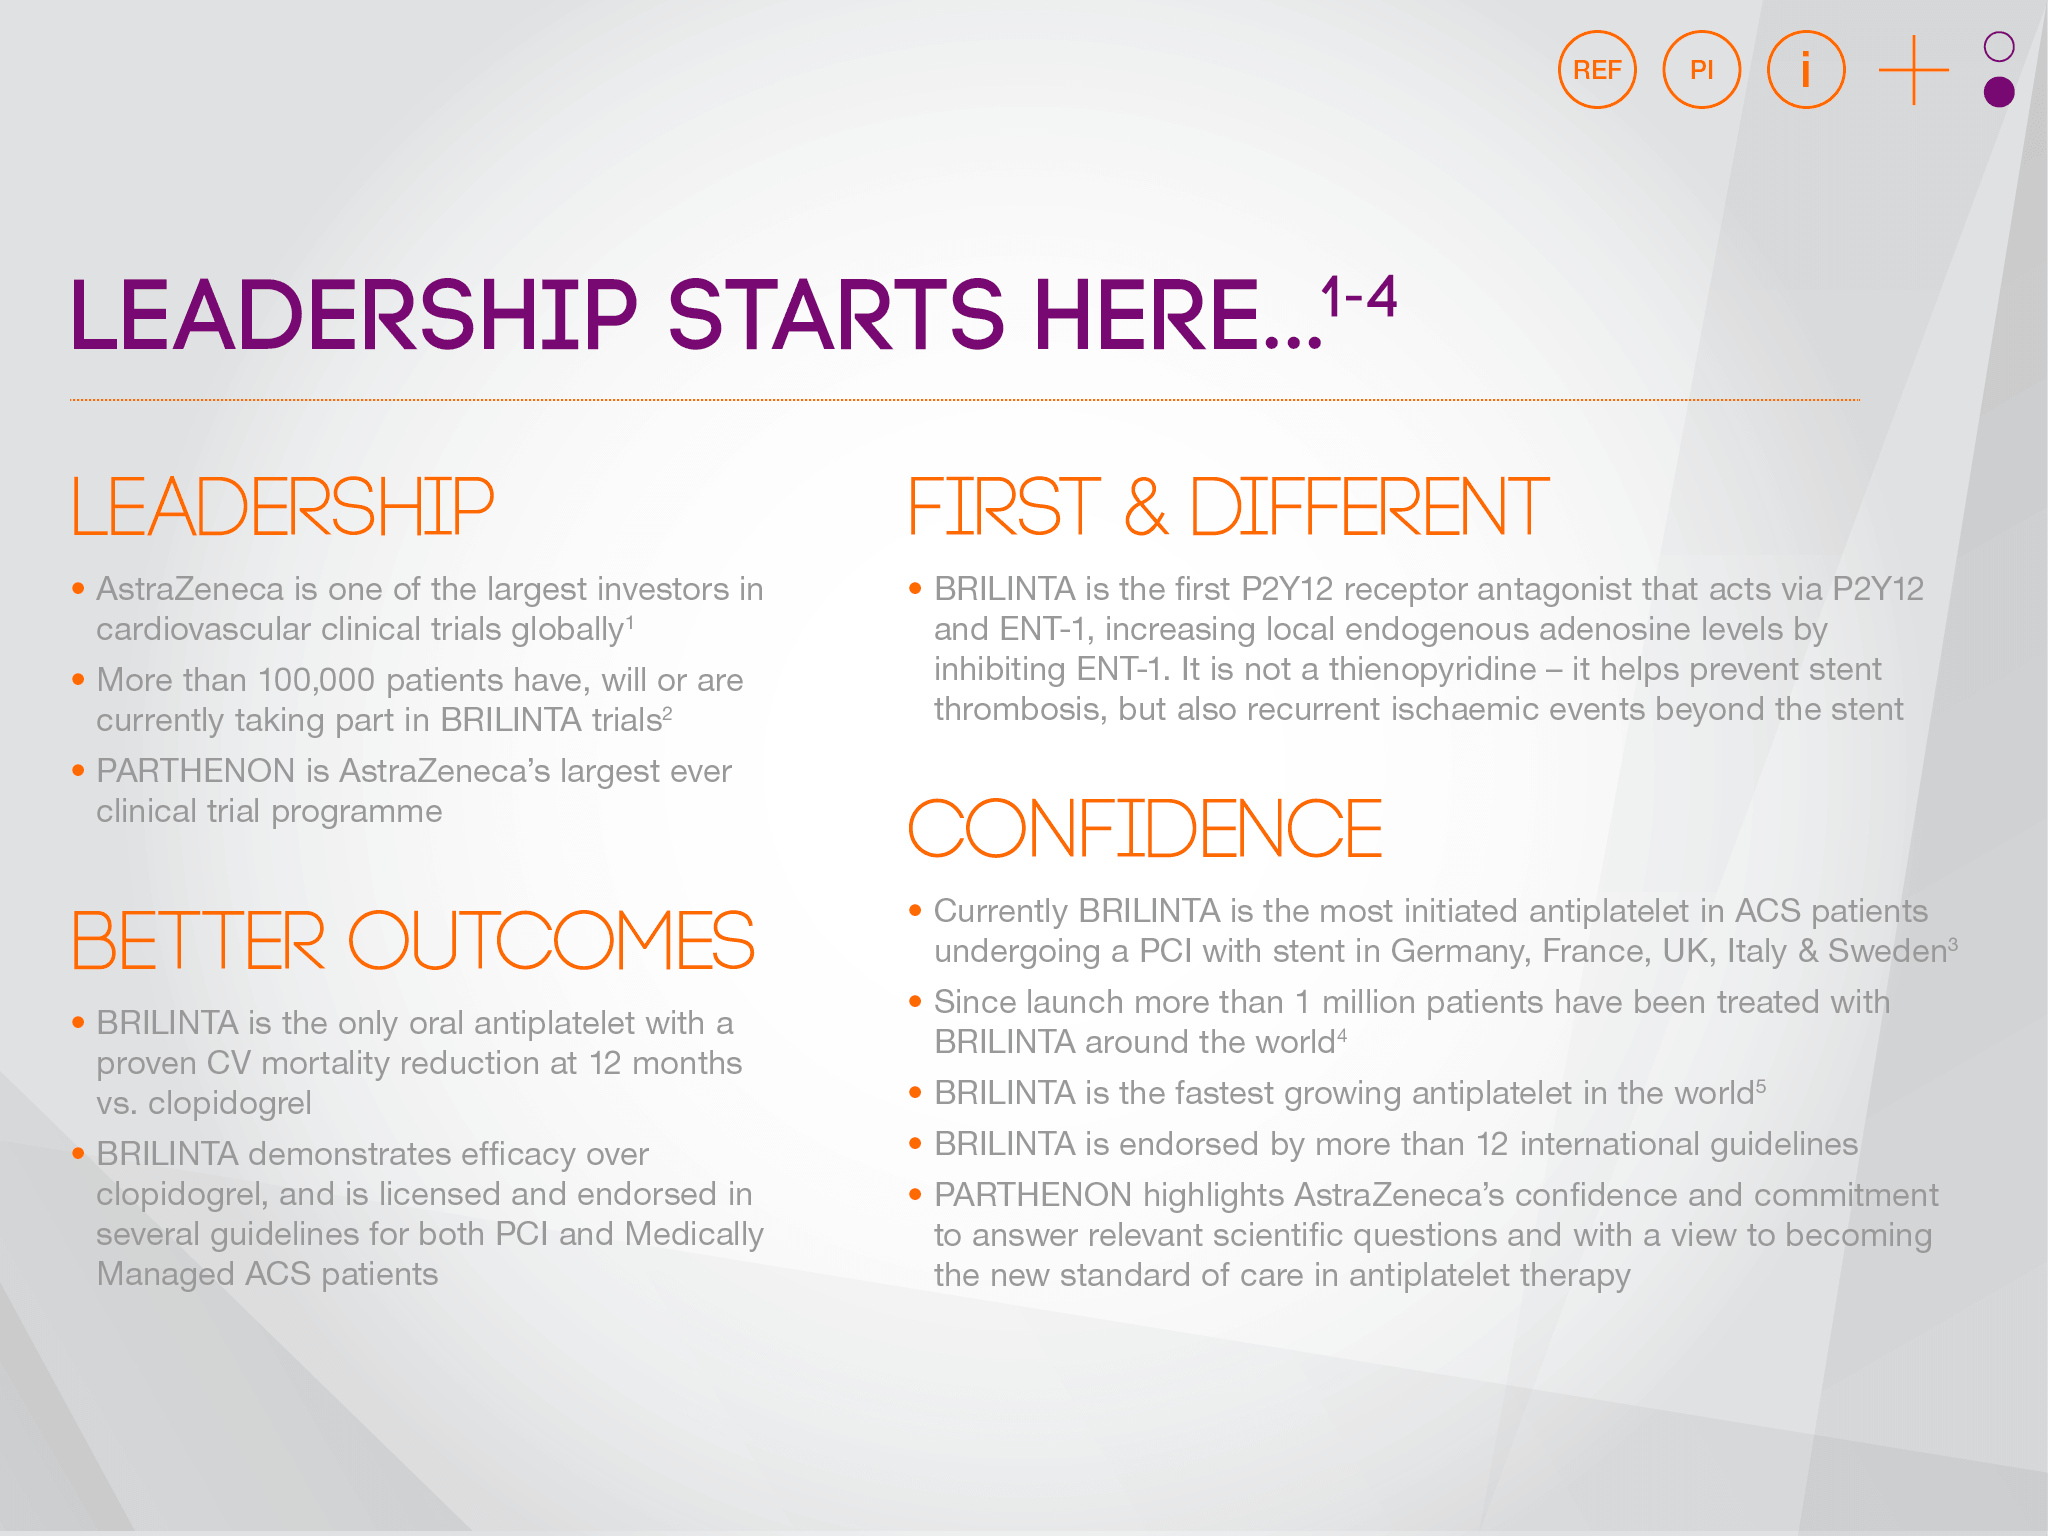 REF PI i
LEADERSHIP STARTS HERE...1-4
LEADERSHIP
• AstraZeneca is one of the largest investors in
cardiovascular clinical trials globally1
• More than 100,000 patients have, will or are
currently taking part in BRILINTA trials2
• PARTHENON is AstraZeneca’s largest ever
clinical trial programme
BETTER OUTCOMES
• BRILINTA is the only oral antiplatelet with a
proven CV mortality reduction at 12 months
vs. clopidogrel
• BRILINTA demonstrates efficacy over
clopidogrel, and is licensed and endorsed in
several guidelines for both PCI and Medically
Managed ACS patients
FIRST & DIFFERENT
• BRILINTA is the first P2Y12 receptor antagonist that acts via P2Y12
and ENT-1, increasing local endogenous adenosine levels by
inhibiting ENT-1. It is not a thienopyridine – it helps prevent stent
thrombosis, but also recurrent ischaemic events beyond the stent
CONFIDENCE
• Currently BRILINTA is the most initiated antiplatelet in ACS patients
undergoing a PCI with stent in Germany, France, UK, Italy & Sweden3
• Since launch more than 1 million patients have been treated with
BRILINTA around the world4
• BRILINTA is the fastest growing antiplatelet in the world5
• BRILINTA is endorsed by more than 12 international guidelines
• PARTHENON highlights AstraZeneca’s confidence and commitment
to answer relevant scientific questions and with a view to becoming
the new standard of care in antiplatelet therapy